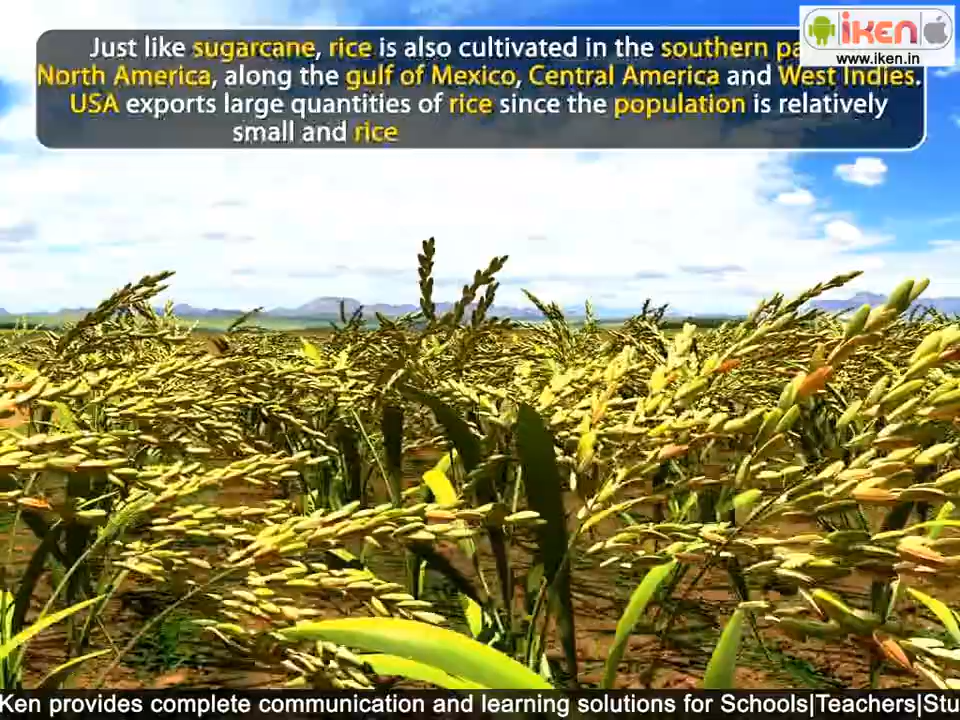 Just like sugarcane, rice is also cultivated in the southern
North America, along the gulf of Mexico, Central America and West Indies.
USA exports large quantities of rice since the population is relatively
small and rice
iKEN
www.iken.in
Ken provides complete communication and learning solutions for Schools|Teachers|Stu